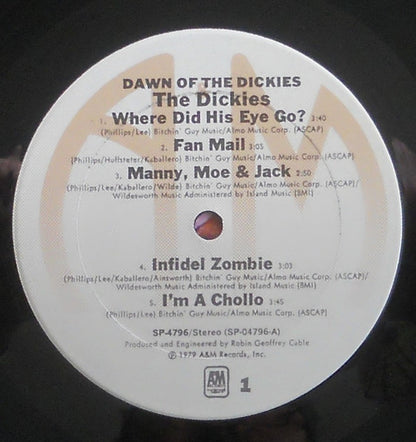 DAWN OF THE DICKIES
The Dickies
1. Where Did His Eye Go? 3:40
(Phillips/Lee) Bitchin' Guy Music/Almo Music Corp. (ASCAP)
2. Fan Mail 3:05
(Phillips/Hufsteter/Kaballero) Bitchin' Guy Music/Almo Music Corp. (ASCAP)
3. Manny, Moe & Jack 2:50
(Phillips/Lee/Kaballero/Wilde) Bitchin' Guy Music/Almo Music Corp. (ASCAP)/
Wildesworth Music Administered by Island Music (BMI)
4. Infidel Zombie 3:03
(Phillips/Lee/Kaballero/Ainsworth) Bitchin' Guy Music/Almo Music Corp. (ASCAP)/
Wildesworth Music Administered by Island Music (BMI)
5. I'm A Chollo 3:45
(Phillips/Lee) Bitchin' Guy Music/Almo Music Corp. (ASCAP)
SP-4796/Stereo (SP-04796-A)
Produced and Engineered by Robin Geoffrey Cable
℗ 1979 A&M Records, Inc.
A&M
1